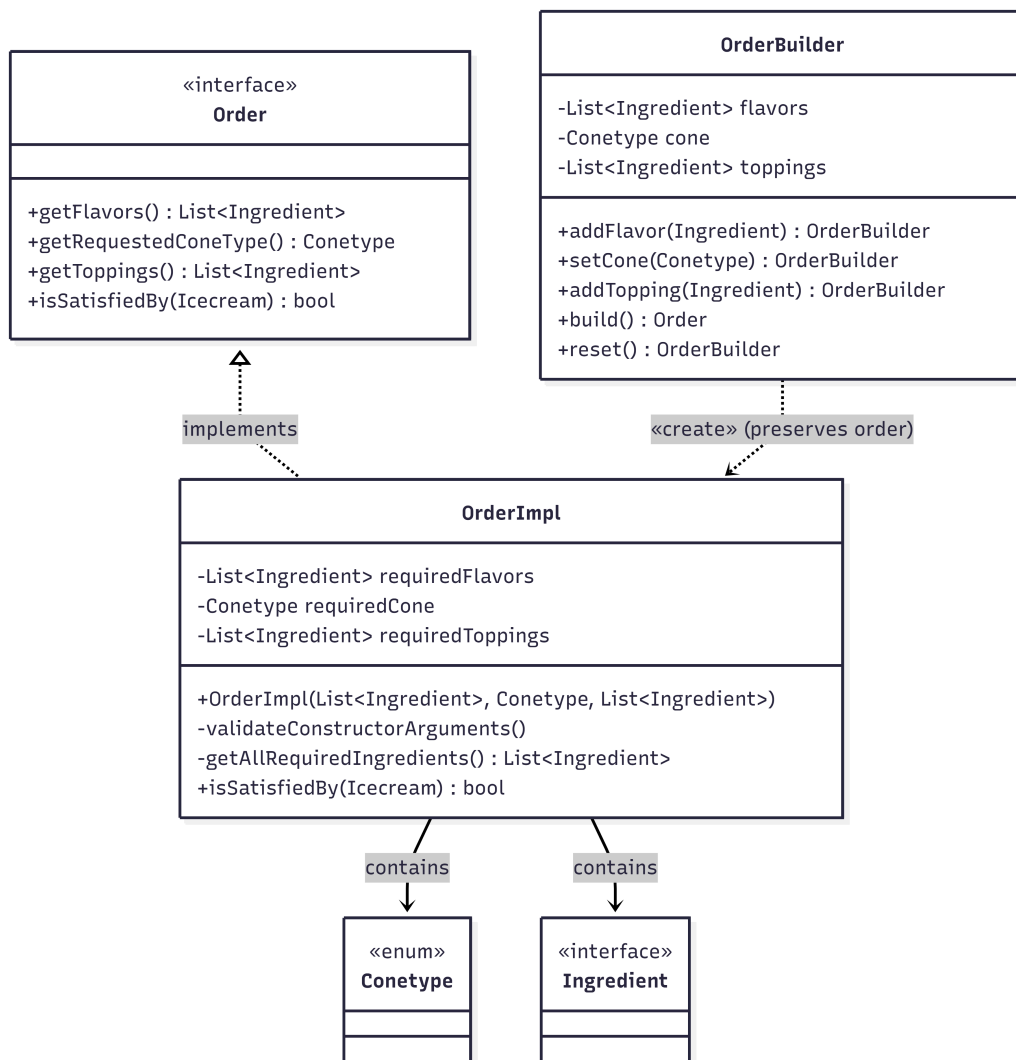 «interface»
Order
+getFlavors() : List<Ingredient>
+getRequestedConeType() : Conetype
+getToppings() : List<Ingredient>
+isSatisfiedBy(Icecream) : bool
OrderBuilder
-List<Ingredient> flavors
-Conetype cone
-List<Ingredient> toppings
+addFlavor(Ingredient) : OrderBuilder
+setCone(Conetype) : OrderBuilder
+addTopping(Ingredient) : OrderBuilder
+build() : Order
+reset() : OrderBuilder
implements
«create» (preserves order)
OrderImpl
-List<Ingredient> requiredFlavors
-Conetype requiredCone
-List<Ingredient> requiredToppings
+OrderImpl(List<Ingredient>, Conetype, List<Ingredient>)
-validateConstructorArguments()
-getAllRequiredIngredients() : List<Ingredient>
+isSatisfiedBy(Icecream) : bool
contains
contains
«enum»
Conetype
«interface»
Ingredient